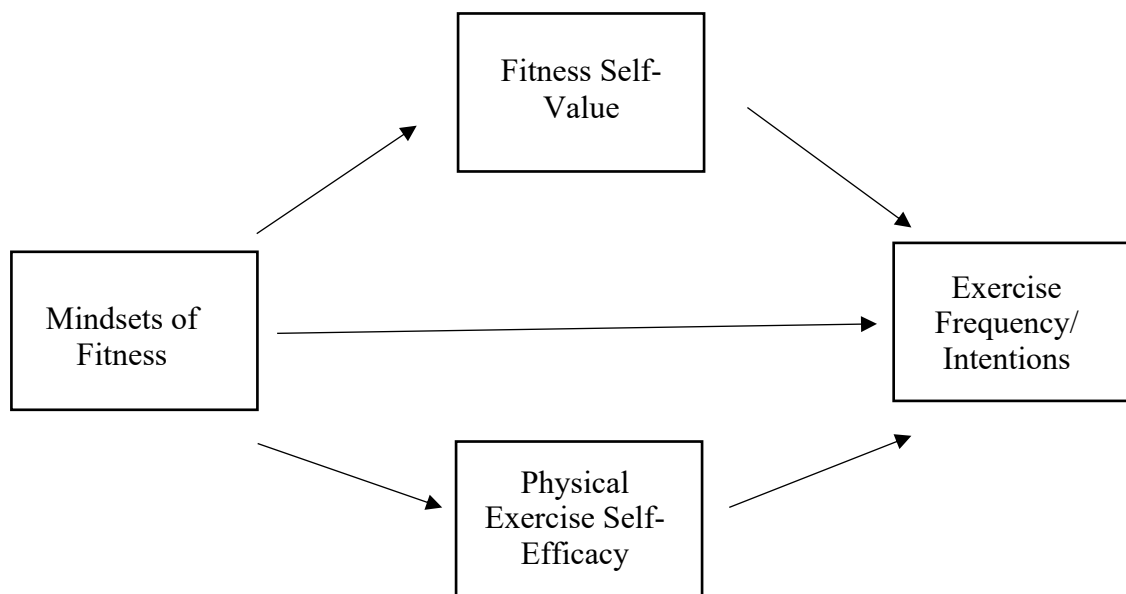 Fitness Self-
Value
Mindsets of
Fitness
Exercise
Frequency/
Intentions
Physical
Exercise Self-
Efficacy